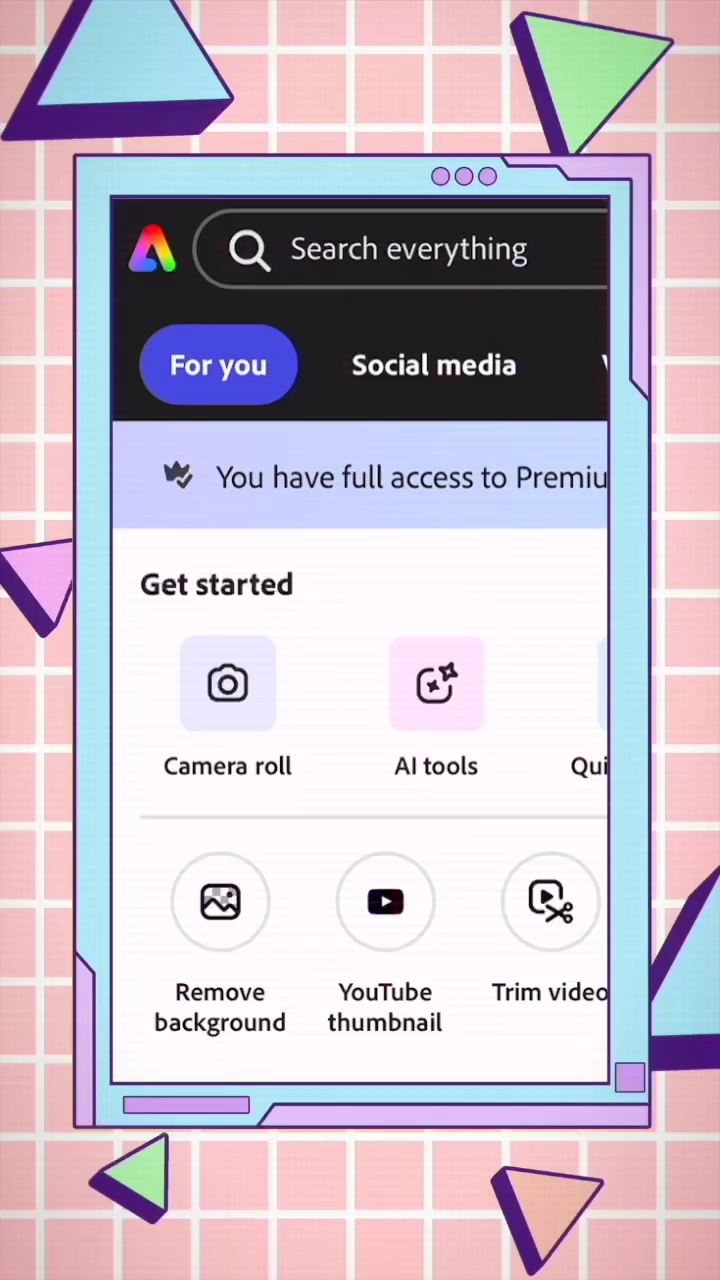 Search everything
For you
Social media
You have full access to Premiu
Get started
Camera roll
AI tools
Qui
Remove
background
YouTube
thumbnail
Trim video